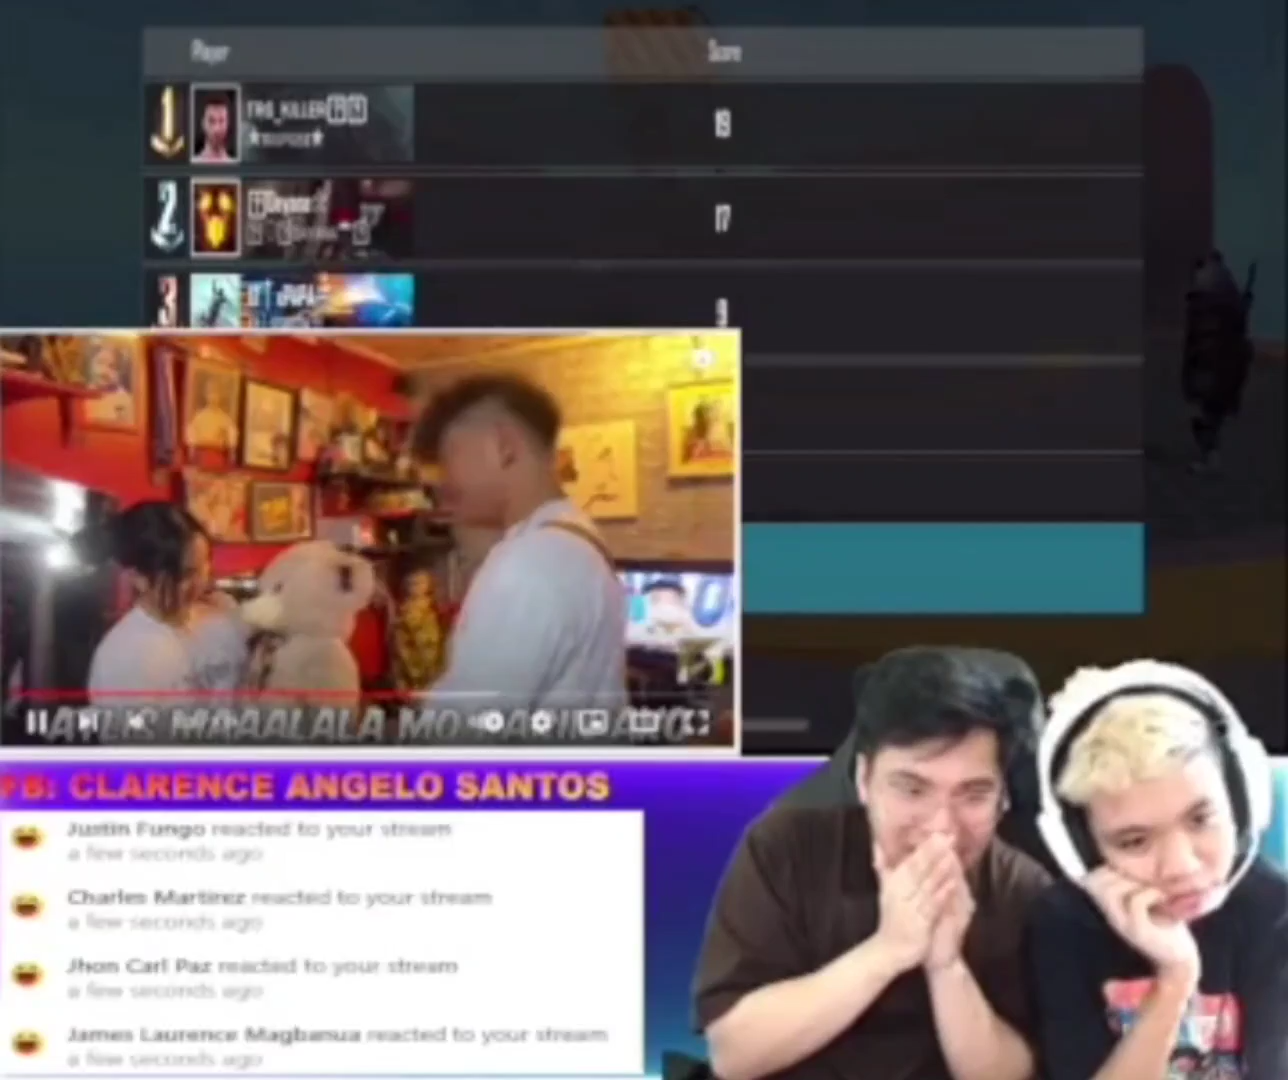 Player Score
1 TRG_KILLER
19
2
17
3
9
MAAALALA MO
FB: CLARENCE ANGELO SANTOS
Justin Fungo reacted to your stream
a few seconds ago
Charles Martinez reacted to your stream
a few seconds ago
Jhon Carl Paz reacted to your stream
a few seconds ago
James Laurence Magbanua reacted to your stream
a few seconds ago